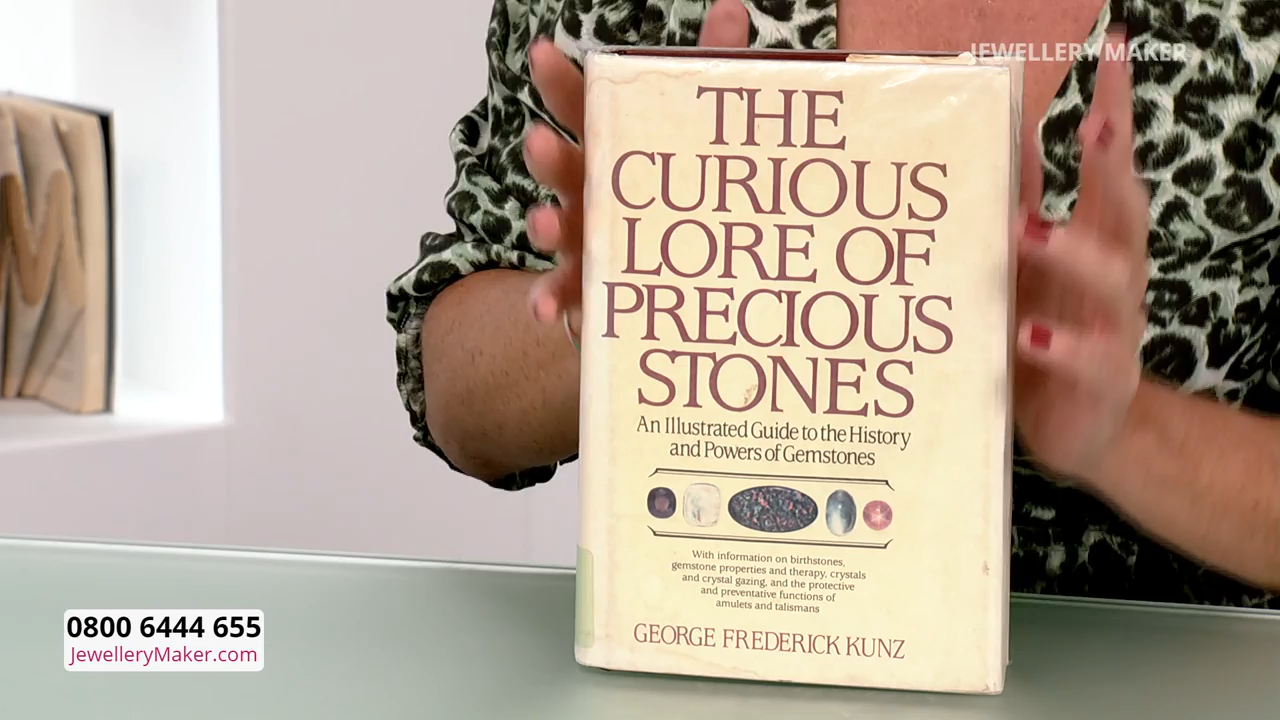 JEWELLERY MAKER
THE
CURIOUS
LORE OF
PRECIOUS
STONES
An Illustrated Guide to the History
and Powers of Gemstones
With information on birthstones,
gemstone properties and therapy, crystals
and crystal gazing, and the protective
and preventative functions of
amulets and talismans
GEORGE FREDERICK KUNZ
0800 6444 655
JewelleryMaker.com